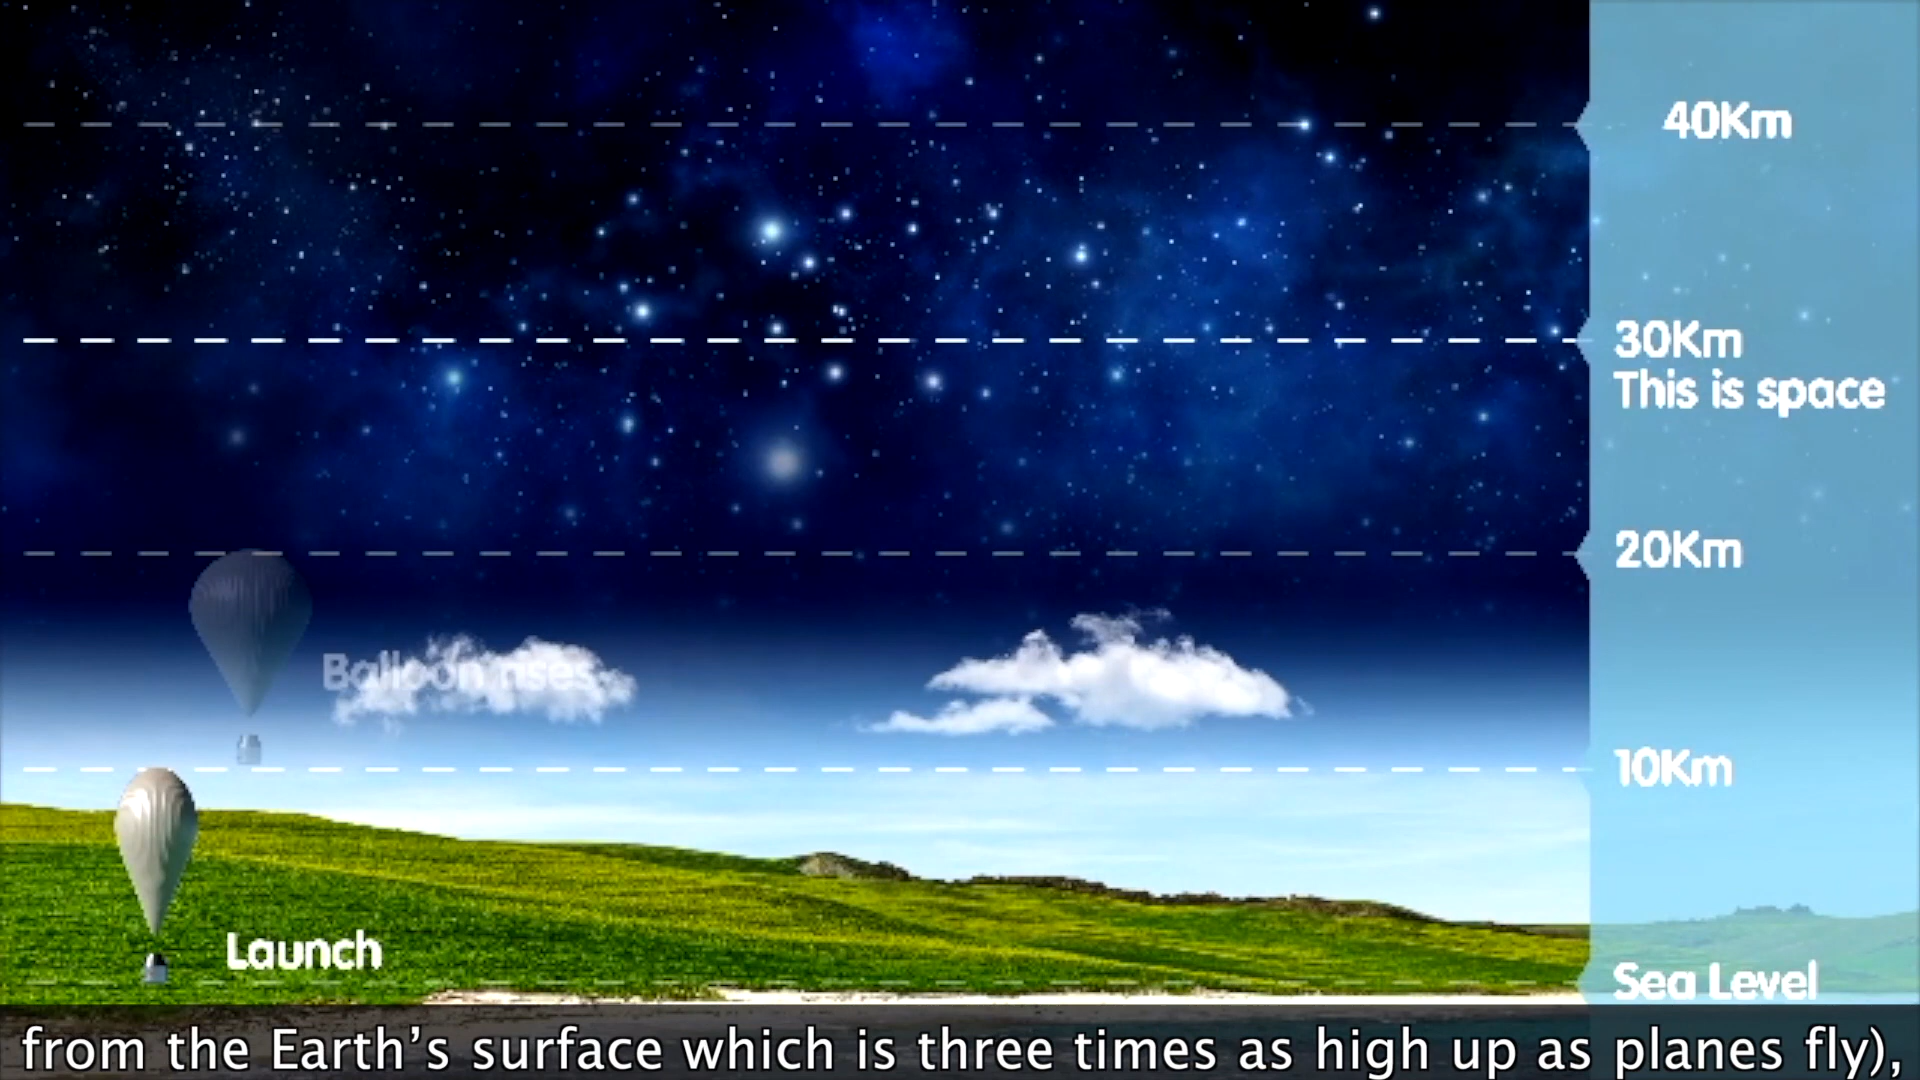 40Km
30Km
This is space
20Km
Balloon rises
10Km
Launch
Sea Level
from the Earth’s surface which is three times as high up as planes fly),